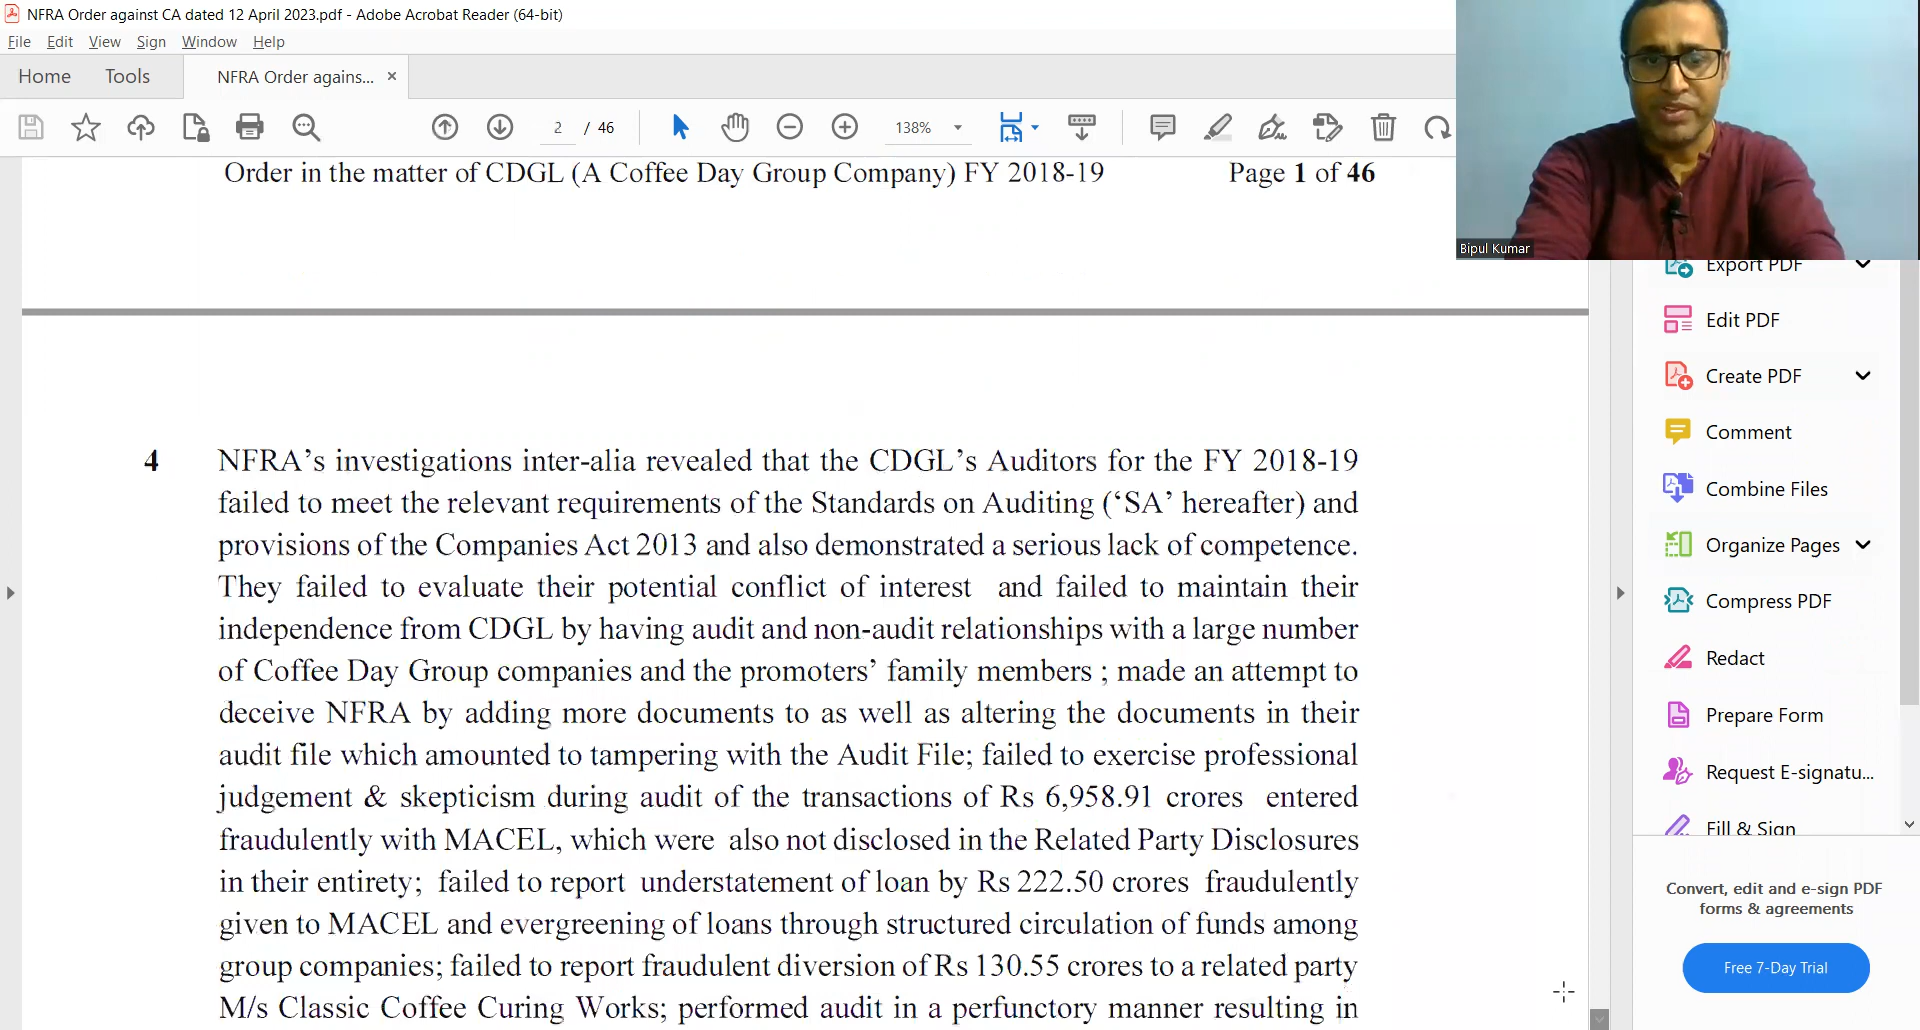 NFRA Order against CA dated 12 April 2023.pdf - Adobe Acrobat Reader (64-bit)
File Edit View Sign Window Help
Home Tools NFRA Order agains... ×
2 / 46 138%
Bipul Kumar
Order in the matter of CDGL (A Coffee Day Group Company) FY 2018-19 Page 1 of 46
4 NFRA’s investigations inter-alia revealed that the CDGL’s Auditors for the FY 2018-19
failed to meet the relevant requirements of the Standards on Auditing (‘SA’ hereafter) and
provisions of the Companies Act 2013 and also demonstrated a serious lack of competence.
They failed to evaluate their potential conflict of interest and failed to maintain their
independence from CDGL by having audit and non-audit relationships with a large number
of Coffee Day Group companies and the promoters’ family members ; made an attempt to
deceive NFRA by adding more documents to as well as altering the documents in their
audit file which amounted to tampering with the Audit File; failed to exercise professional
judgement & skepticism during audit of the transactions of Rs 6,958.91 crores entered
fraudulently with MACEL, which were also not disclosed in the Related Party Disclosures
in their entirety; failed to report understatement of loan by Rs 222.50 crores fraudulently
given to MACEL and evergreening of loans through structured circulation of funds among
group companies; failed to report fraudulent diversion of Rs 130.55 crores to a related party
M/s Classic Coffee Curing Works; performed audit in a perfunctory manner resulting in
Export PDF
Edit PDF
Create PDF
Comment
Combine Files
Organize Pages
Compress PDF
Redact
Prepare Form
Request E-signatu...
Fill & Sign
Convert, edit and e-sign PDF
forms & agreements
Free 7-Day Trial